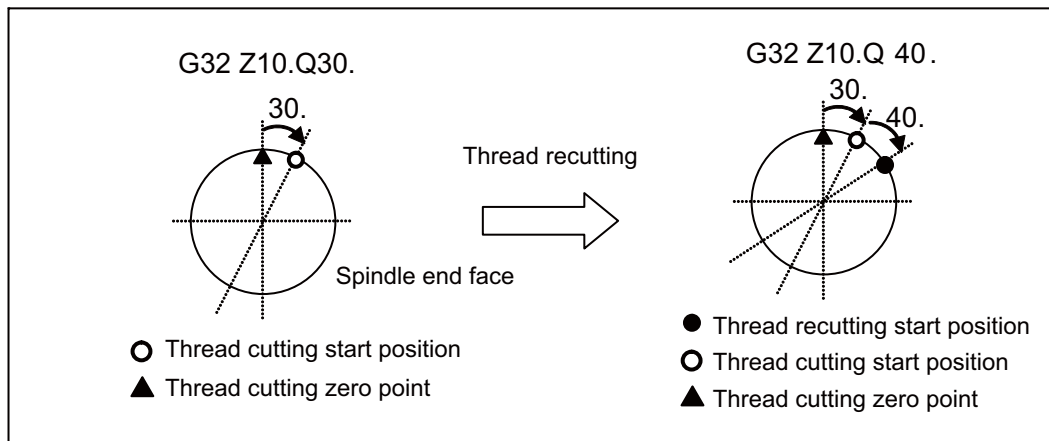 G32 Z10.Q30.
30.
Spindle end face
Thread cutting start position
Thread cutting zero point
Thread recutting
G32 Z10.Q 40.
30.
40.
Thread recutting start position
Thread cutting start position
Thread cutting zero point